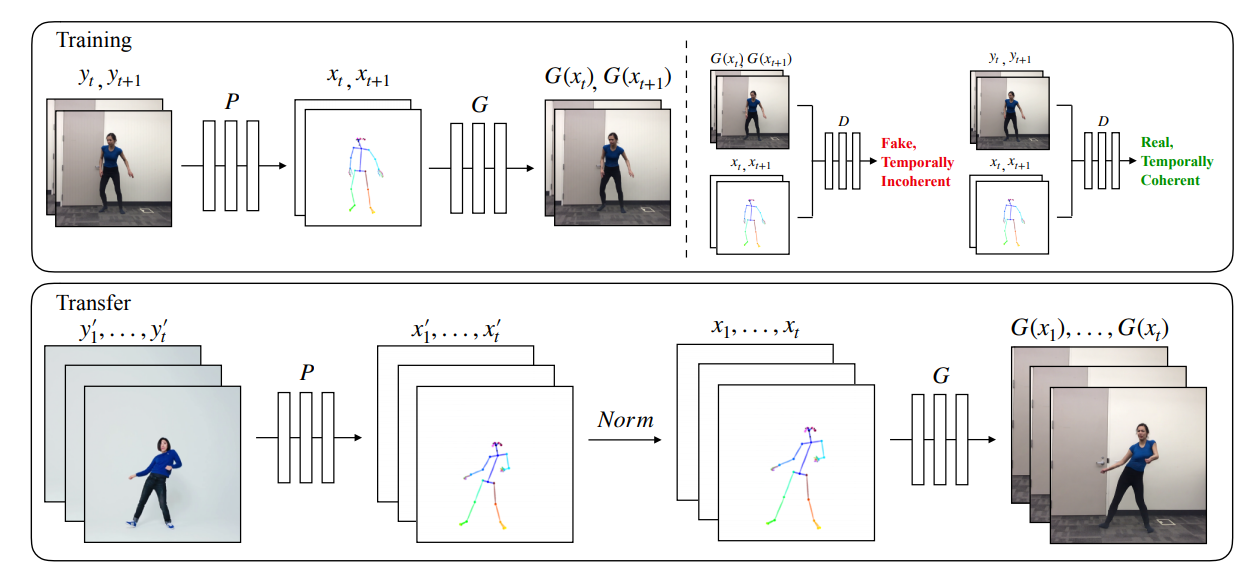 Training
y_t , y_{t+1}
P
x_t, x_{t+1}
G
G(x_t), G(x_{t+1})
G(x_t), G(x_{t+1})
x_t, x_{t+1}
D
Fake,
Temporally
Incoherent
y_t , y_{t+1}
x_t, x_{t+1}
D
Real,
Temporally
Coherent
Transfer
y′_1, . . . , y′_t
P
x′_1, . . . , x′_t
Norm
x_1, . . . , x_t
G
G(x_1), . . . , G(x_t)